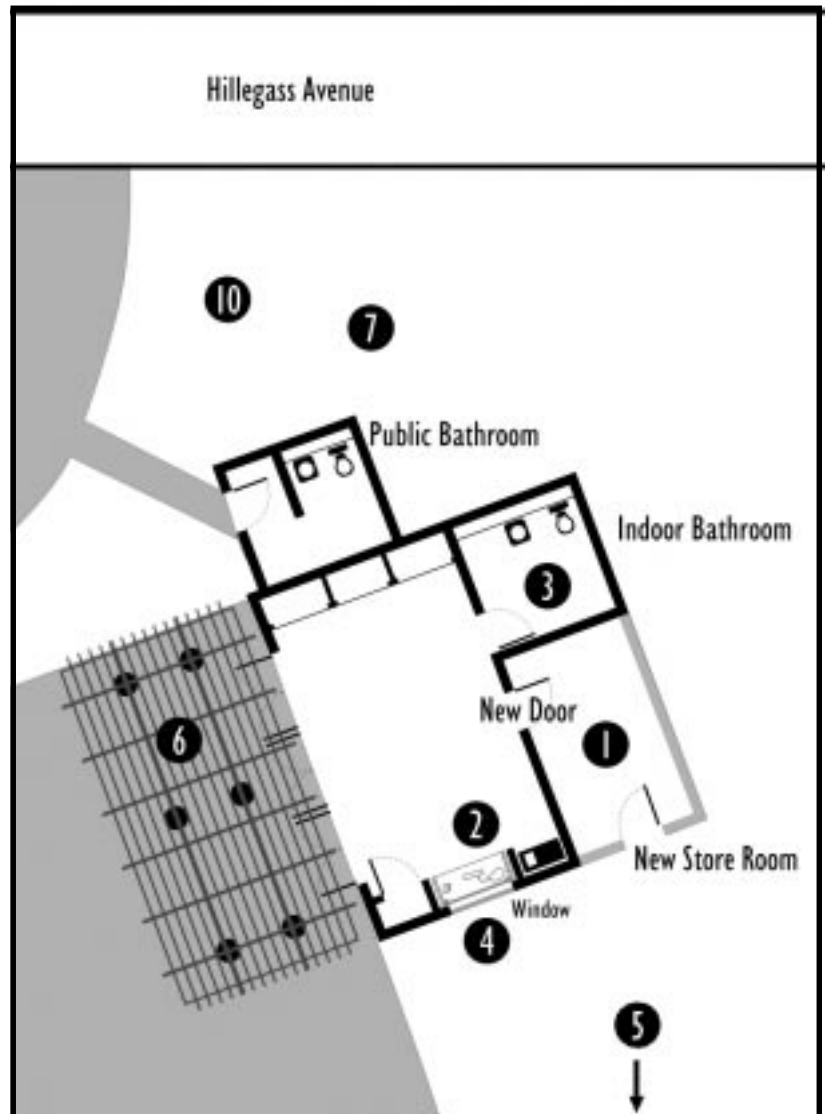 Hillegass Avenue
10
7
Public Bathroom
Indoor Bathroom
3
New Door
6
1
2
New Store Room
Window
4
5